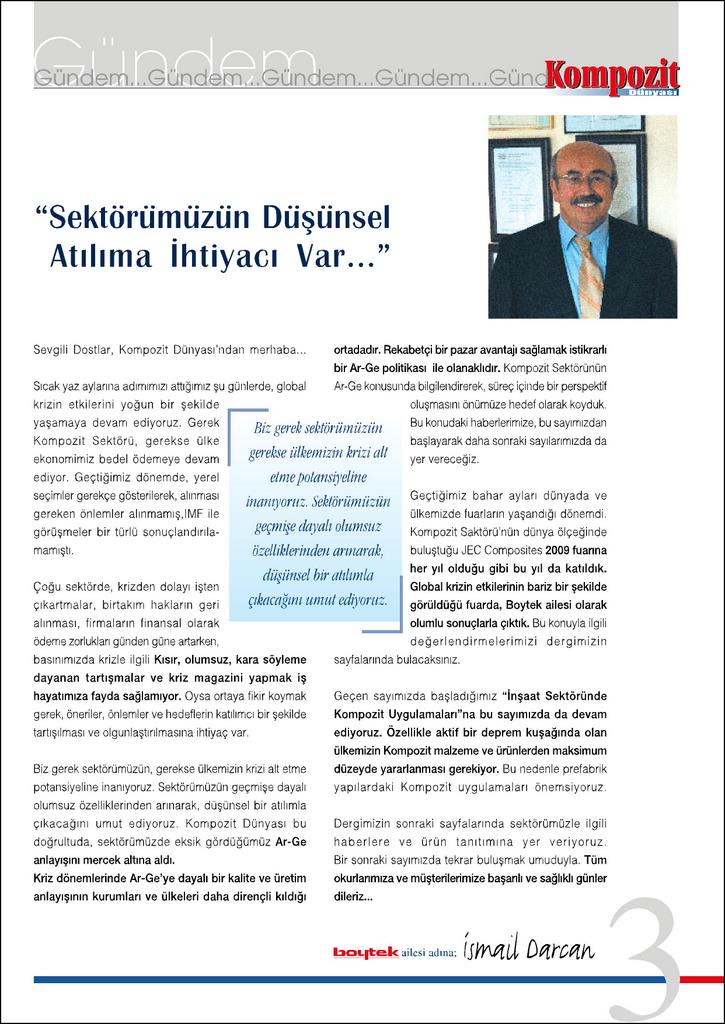 Gündem
Gündem...Gündem...Gündem...Gündem...Günd
Kompozit
Dünyası
“Sektörümüzün Düşünsel
Atılıma İhtiyacı Var...”
Sevgili Dostlar, Kompozit Dünyası'ndan merhaba...
Sıcak yaz aylarına adımımızı attığımız şu günlerde, global
krizin etkilerini yoğun bir şekilde
yaşamaya devam ediyoruz. Gerek
Kompozit Sektörü, gerekse ülke
ekonomimiz bedel ödemeye devam
ediyor. Geçtiğimiz dönemde, yerel
seçimler gerekçe gösterilerek, alınması
gereken önlemler alınmamış,IMF ile
görüşmeler bir türlü sonuçlandırıla-
mamıştı.
Çoğu sektörde, krizden dolayı işten
çıkartmalar, birtakım hakların geri
alınması, firmaların finansal olarak
ödeme zorlukları günden güne artarken,
basınımızda krizle ilgili Kısır, olumsuz, kara söyleme
dayanan tartışmalar ve kriz magazini yapmak iş
hayatımıza fayda sağlamıyor. Oysa ortaya fikir koymak
gerek, öneriler, önlemler ve hedeflerin katılımcı bir şekilde
tartışılması ve olgunlaştırılmasına ihtiyaç var.
Biz gerek sektörümüzün, gerekse ülkemizin krizi alt etme
potansiyeline inanıyoruz. Sektörümüzün geçmişe dayalı
olumsuz özelliklerinden arınarak, düşünsel bir atılımla
çıkacağını umut ediyoruz. Kompozit Dünyası bu
doğrultuda, sektörümüzde eksik gördüğümüz Ar-Ge
anlayışını mercek altına aldı.
Kriz dönemlerinde Ar-Ge'ye dayalı bir kalite ve üretim
anlayışının kurumları ve ülkeleri daha dirençli kıldığı
Biz gerek sektörümüzün
gerekse ülkemizin krizi alt
etme potansiyeline
inanıyoruz. Sektörümüzün
geçmişe dayalı olumsuz
özelliklerinden arınarak,
düşünsel bir atılımla
çıkacağını umut ediyoruz.
ortadadır. Rekabetçi bir pazar avantajı sağlamak istikrarlı
bir Ar-Ge politikası ile olanaklıdır. Kompozit Sektörünün
Ar-Ge konusunda bilgilendirerek, süreç içinde bir perspektif
oluşmasını önümüze hedef olarak koyduk.
Bu konudaki haberlerimize, bu sayımızdan
başlayarak daha sonraki sayılarımızda da
yer vereceğiz.
Geçtiğimiz bahar ayları dünyada ve
ülkemizde fuarların yaşandığı dönemdi.
Kompozit Saktörü'nün dünya ölçeğinde
buluştuğu JEC Composites 2009 fuarına
her yıl olduğu gibi bu yıl da katıldık.
Global krizin etkilerinin bariz bir şekilde
görüldüğü fuarda, Boytek ailesi olarak
olumlu sonuçlarla çıktık. Bu konuyla ilgili
değerlendirmelerimizi dergimizin
sayfalarında bulacaksınız.
Geçen sayımızda başladığımız “İnşaat Sektöründe
Kompozit Uygulamaları”na bu sayımızda da devam
ediyoruz. Özellikle aktif bir deprem kuşağında olan
ülkemizin Kompozit malzeme ve ürünlerden maksimum
düzeyde yararlanması gerekiyor. Bu nedenle prefabrik
yapılardaki Kompozit uygulamaları önemsiyoruz.
Dergimizin sonraki sayfalarında sektörümüzle ilgili
haberlere ve ürün tanıtımına yer veriyoruz.
Bir sonraki sayımızda tekrar buluşmak umuduyla. Tüm
okurlarımıza ve müşterilerimize başarılı ve sağlıklı günler
dileriz...
boytek ailesi adına; ismail Darcan
3